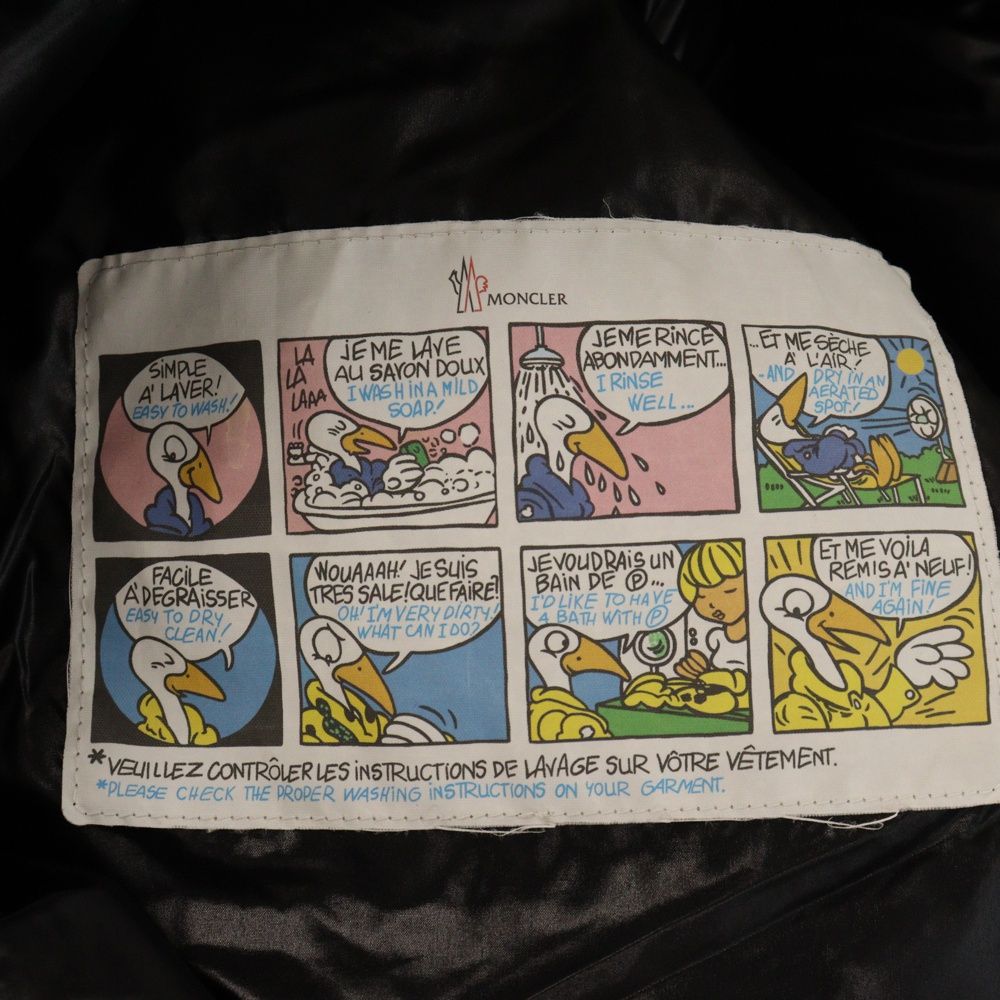 MONCLER
SIMPLE
A' LAVER!
EASY TO WASH!
LA
LA
LAAA
JE ME LAVE
AU SAVON DOUX
I WASH IN A MILD
SOAP!
JE ME RINCE
ABONDAMMENT...
I RINSE
WELL...
...ET ME SÈCHE
A' L'AIR!
-AND DRY IN AN
AERATED
SPOT!
FACILE
A' DEGRAISSER
EASY TO DRY
CLEAN!
WOUAAAH! JE SUIS
TRES SALE! QUE FAIRE?
OH! I'M VERY DIRTY!
WHAT CAN I DO?
JE VOUDRAIS UN
BAIN DE Ⓟ...
I'D LIKE TO HAVE
A BATH WITH Ⓟ
ET ME VOILA
REMIS A' NEUF!
AND I'M FINE
AGAIN!
*VEUILLEZ CONTRÔLER LES INSTRUCTIONS DE LAVAGE SUR VÔTRE VÊTEMENT.
*PLEASE CHECK THE PROPER WASHING INSTRUCTIONS ON YOUR GARMENT.